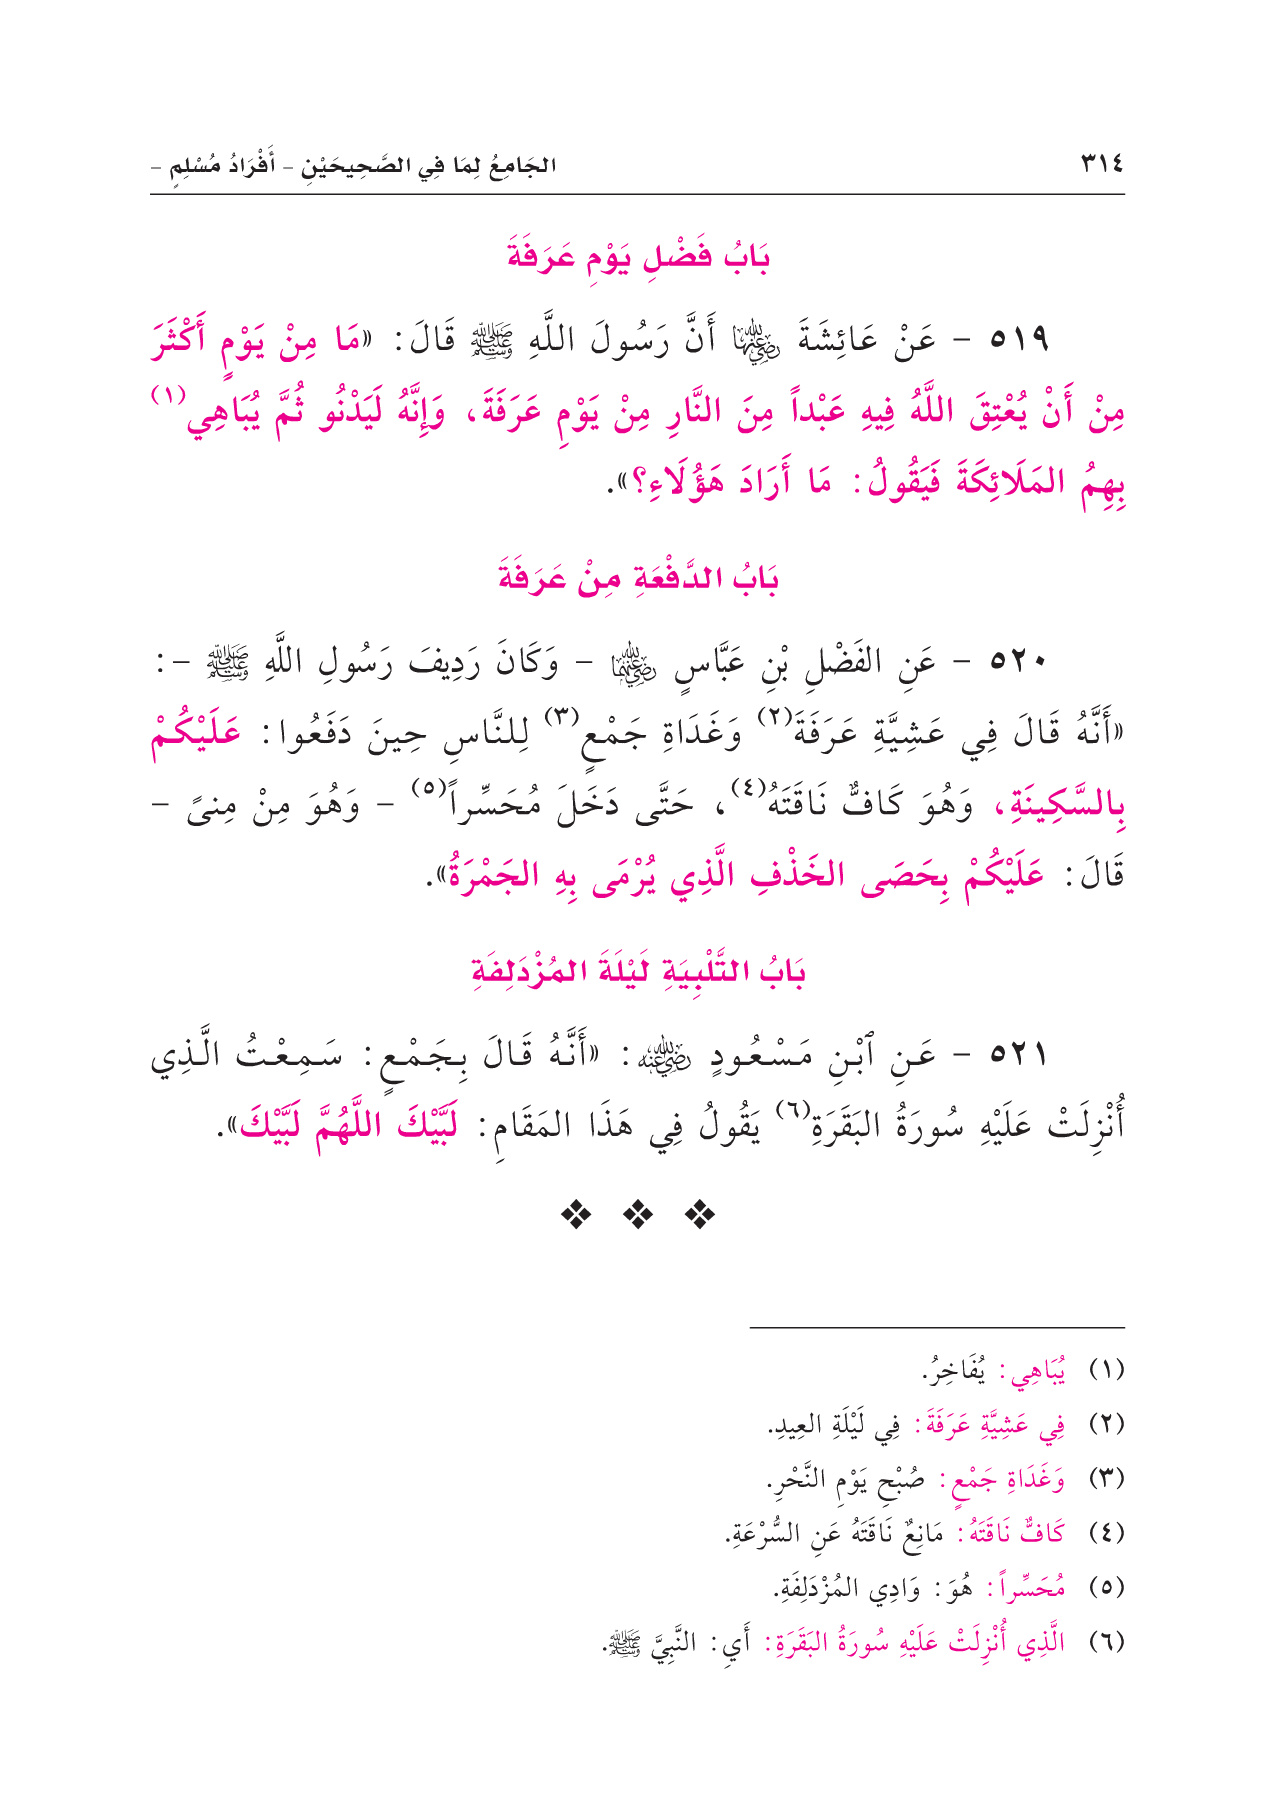 ٣١٤ الجَامِعُ لِمَا فِي الصَّحِيحَيْنِ - أَفْرَادُ مُسْلِمٍ -
بَابُ فَضْلِ يَوْمِ عَرَفَةَ
٥١٩ - عَنْ عَائِشَةَ رضي الله عنها أَنَّ رَسُولَ اللَّهِ ﷺ قَالَ: «مَا مِنْ يَوْمٍ أَكْثَرَ
مِنْ أَنْ يُعْتِقَ اللَّهُ فِيهِ عَبْداً مِنَ النَّارِ مِنْ يَوْمِ عَرَفَةَ، وَإِنَّهُ لَيَدْنُو ثُمَّ يُبَاهِي(١)
بِهِمُ المَلَائِكَةَ فَيَقُولُ: مَا أَرَادَ هَؤُلَاءِ؟».
بَابُ الدَّفْعَةِ مِنْ عَرَفَةَ
٥٢٠ - عَنِ الفَضْلِ بْنِ عَبَّاسٍ رضي الله عنهما - وَكَانَ رَدِيفَ رَسُولِ اللَّهِ ﷺ -:
«أَنَّهُ قَالَ فِي عَشِيَّةِ عَرَفَةَ(٢) وَغَدَاةِ جَمْعٍ(٣) لِلنَّاسِ حِينَ دَفَعُوا: عَلَيْكُمْ
بِالسَّكِينَةِ، وَهُوَ كَافٌّ نَاقَتَهُ(٤)، حَتَّى دَخَلَ مُحَسِّراً(٥) - وَهُوَ مِنْ مِنىً -
قَالَ: عَلَيْكُمْ بِحَصَى الخَذْفِ الَّذِي يُرْمَى بِهِ الجَمْرَةُ».
بَابُ التَّلْبِيَةِ لَيْلَةَ المُزْدَلِفَةِ
٥٢١ - عَنِ ٱبْنِ مَسْعُودٍ رضي الله عنه: «أَنَّهُ قَالَ بِجَمْعٍ: سَمِعْتُ الَّذِي
أُنْزِلَتْ عَلَيْهِ سُورَةُ البَقَرَةِ(٦) يَقُولُ فِي هَذَا المَقَامِ: لَبَّيْكَ اللَّهُمَّ لَبَّيْكَ».
(١) يُبَاهِي: يُفَاخِرُ.
(٢) فِي عَشِيَّةِ عَرَفَةَ: فِي لَيْلَةِ العِيدِ.
(٣) وَغَدَاةِ جَمْعٍ: صُبْحِ يَوْمِ النَّحْرِ.
(٤) كَافٌّ نَاقَتَهُ: مَانِعٌ نَاقَتَهُ عَنِ السُّرْعَةِ.
(٥) مُحَسِّراً: هُوَ: وَادِي المُزْدَلِفَةِ.
(٦) الَّذِي أُنْزِلَتْ عَلَيْهِ سُورَةُ البَقَرَةِ: أَيِ: النَّبِيَّ ﷺ.